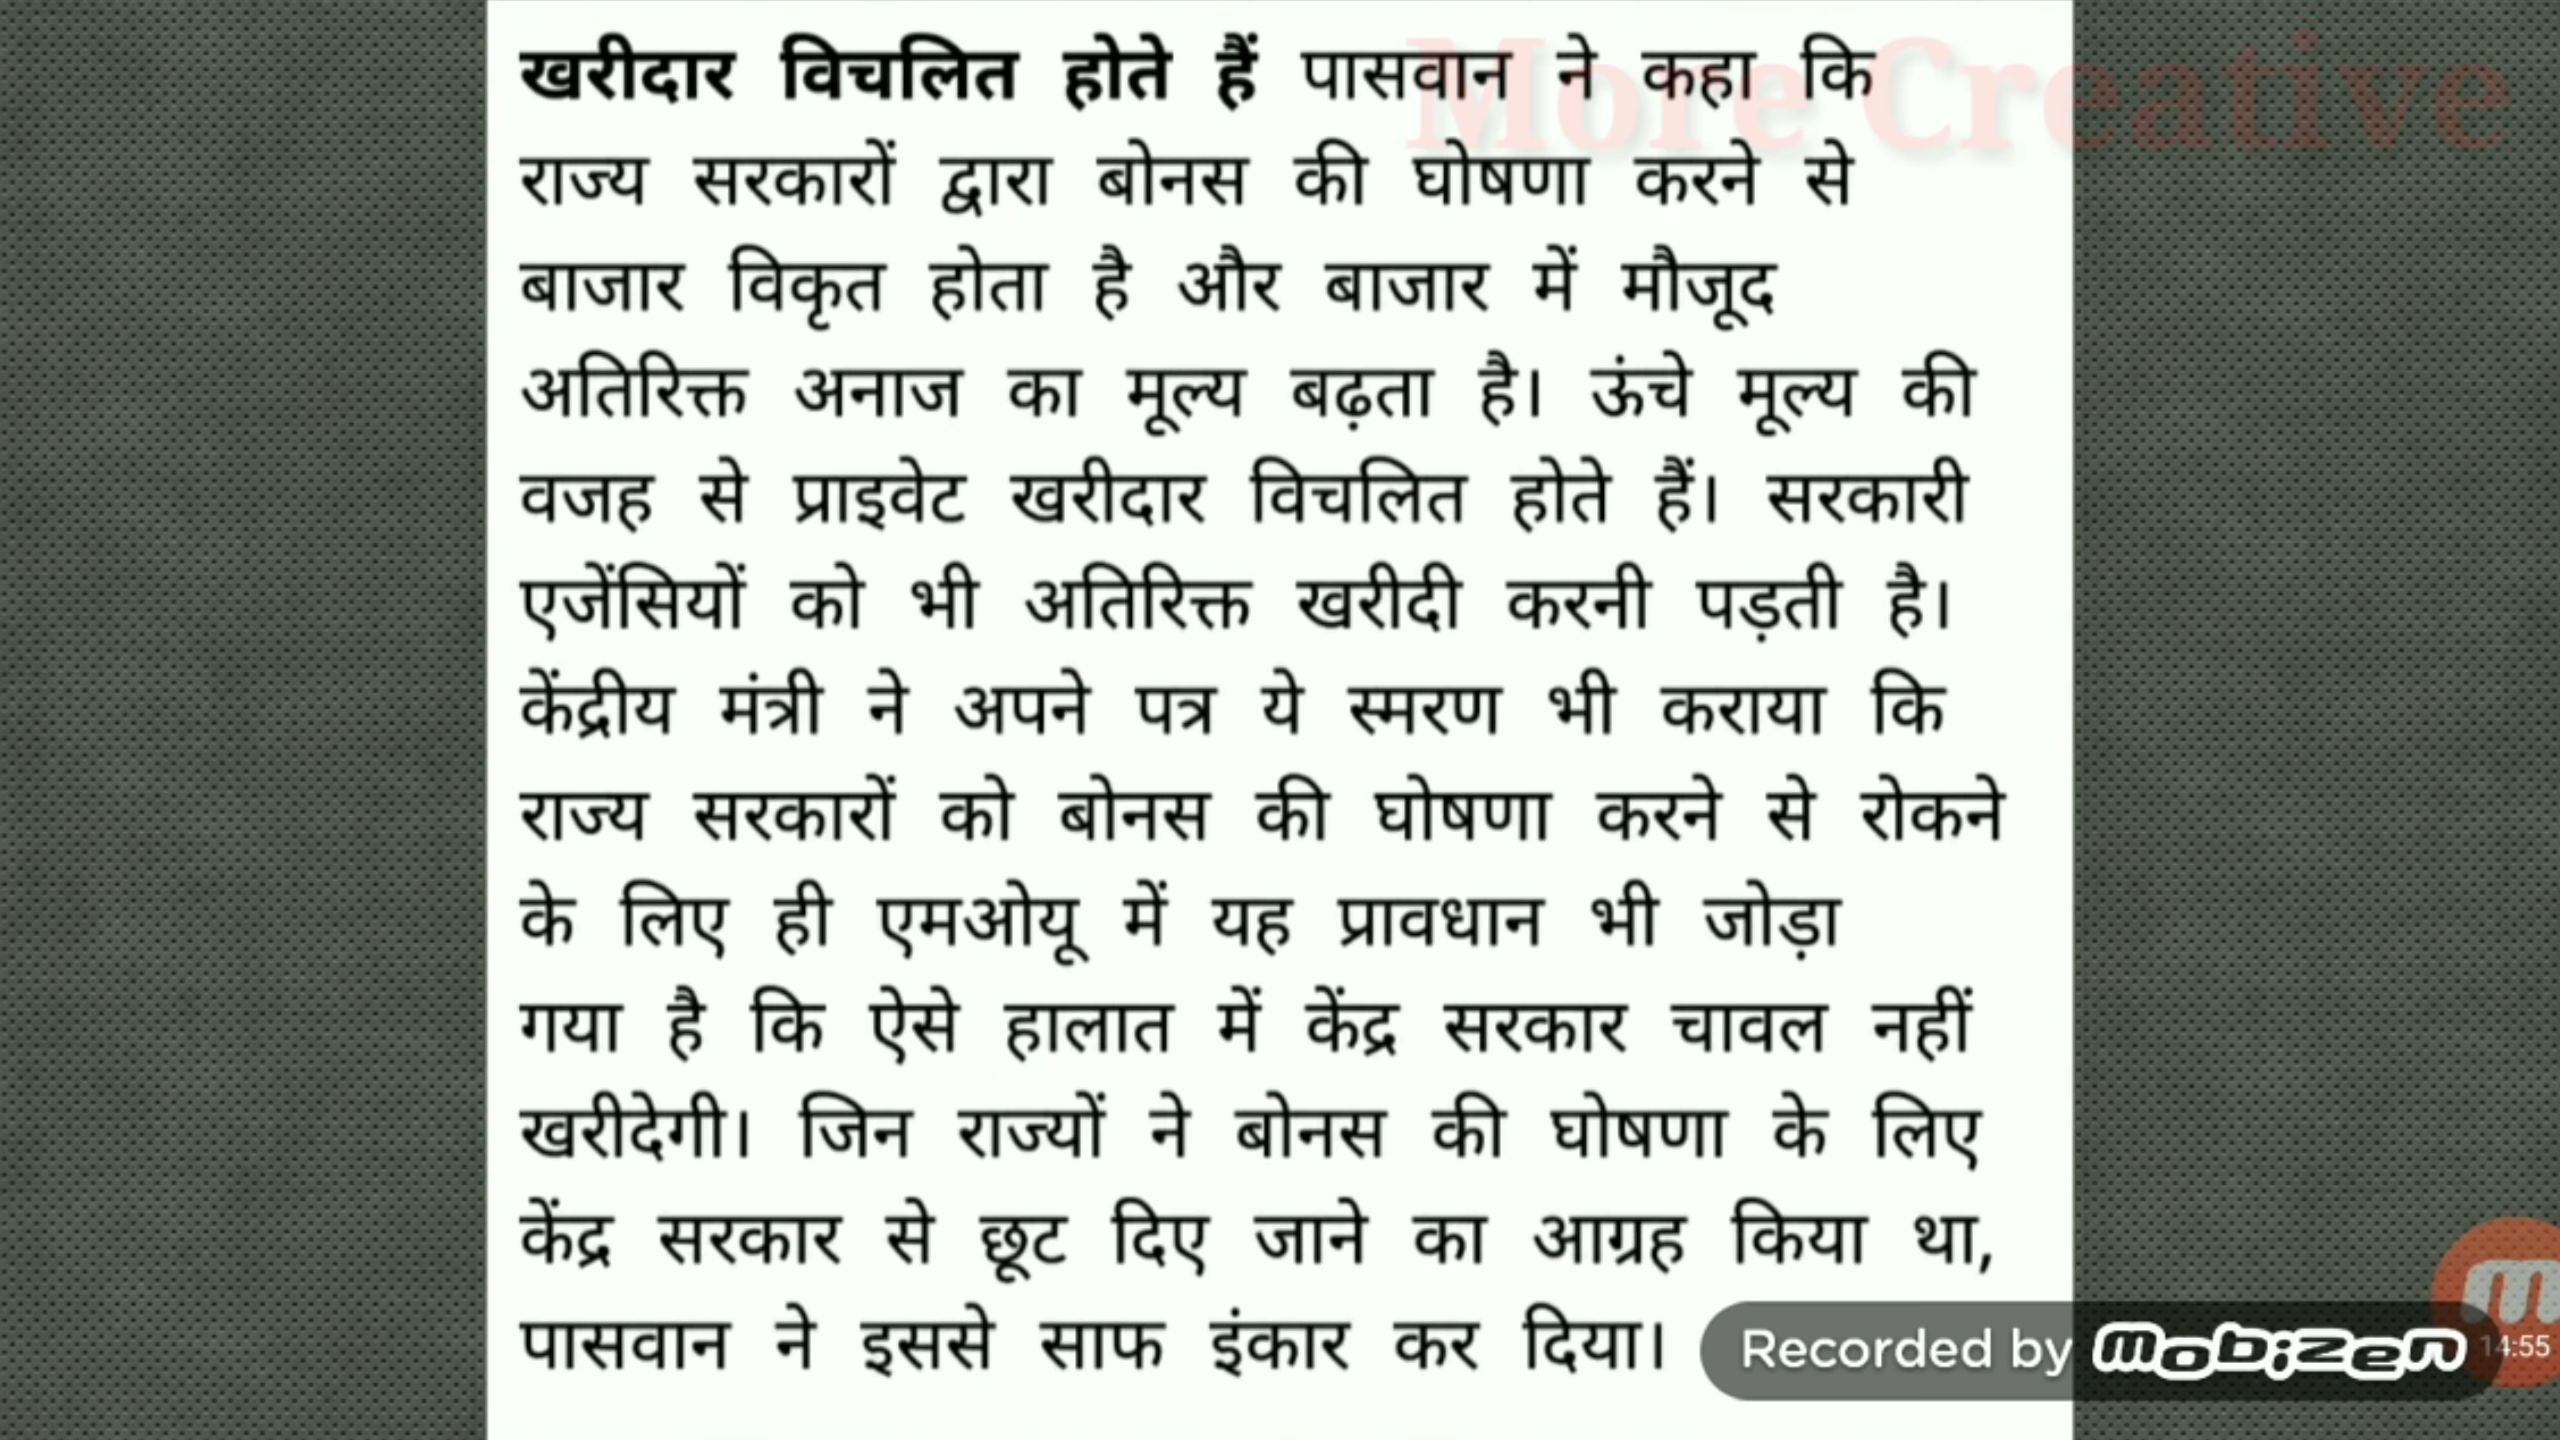 खरीदार विचलित होते हैं पासवान ने कहा कि
More Creative
राज्य सरकारों द्वारा बोनस की घोषणा करने से
बाजार विकृत होता है और बाजार में मौजूद
अतिरिक्त अनाज का मूल्य बढ़ता है। ऊंचे मूल्य की
वजह से प्राइवेट खरीदार विचलित होते हैं। सरकारी
एजेंसियों को भी अतिरिक्त खरीदी करनी पड़ती है।
केंद्रीय मंत्री ने अपने पत्र ये स्मरण भी कराया कि
राज्य सरकारों को बोनस की घोषणा करने से रोकने
के लिए ही एमओयू में यह प्रावधान भी जोड़ा
गया है कि ऐसे हालात में केंद्र सरकार चावल नहीं
खरीदेगी। जिन राज्यों ने बोनस की घोषणा के लिए
केंद्र सरकार से छूट दिए जाने का आग्रह किया था,
पासवान ने इससे साफ इंकार कर दिया।
Recorded by mobizen
14:55